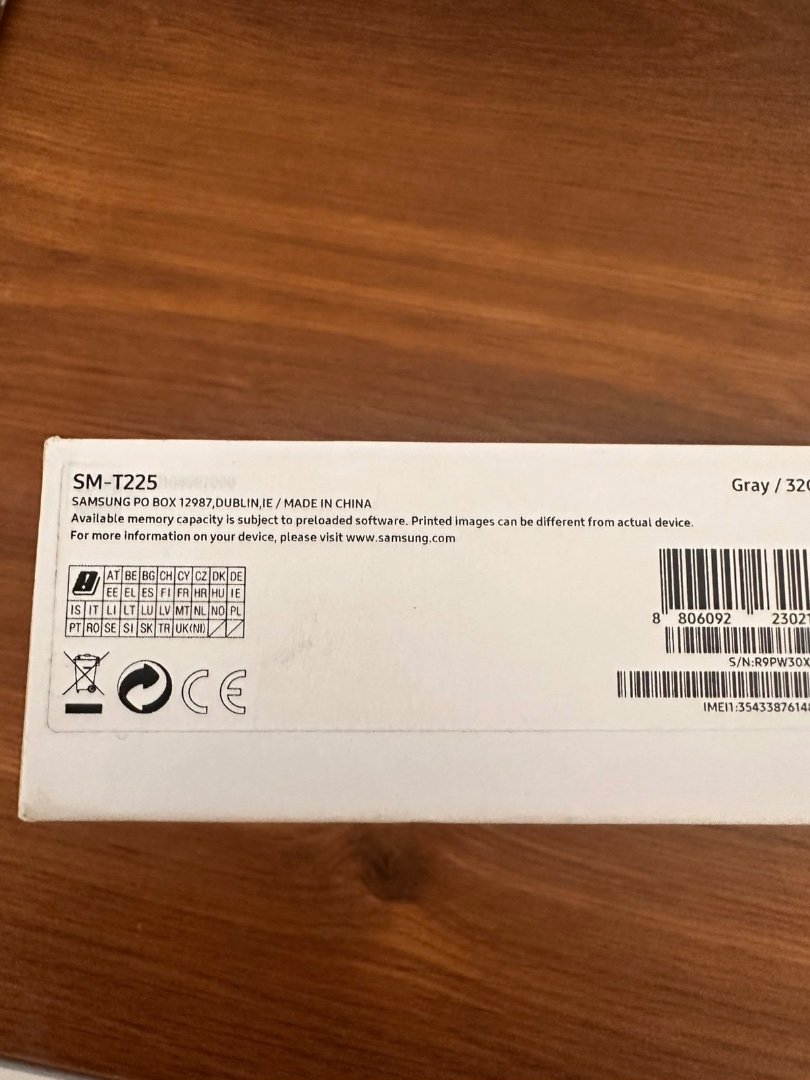 SM-T225
SAMSUNG PO BOX 12987,DUBLIN,IE / MADE IN CHINA
Available memory capacity is subject to preloaded software. Printed images can be different from actual device.
For more information on your device, please visit www.samsung.com
Gray / 32G
AT BE BG CH CY CZ DK DE
EE EL ES FI FR HR HU IE
IS IT LI LT LU LV MT NL NO PL
PT RO SE SI SK TR UK(NI)
CE
8 806092 23021
S/N:R9PW30X
IMEI1:3543387614